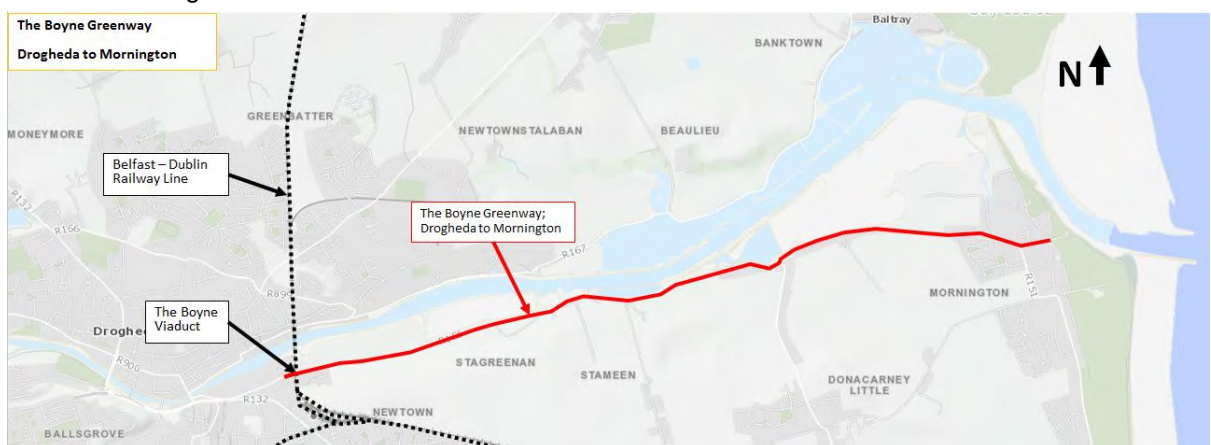 The Boyne Greenway
Drogheda to Mornington
Baltray
BANKTOWN
N
GREENBATTER
MONEYMORE
NEWTOWNSTALABAN
BEAULIEU
Belfast – Dublin
Railway Line
R132
R166
The Boyne Greenway;
Drogheda to Mornington
R167
R151
MORNINGTON
The Boyne
Viaduct
R900
R132
STAGREENAN
STAMEEN
DONACARNEY
LITTLE
NEWTOWN
BALLSGROVE